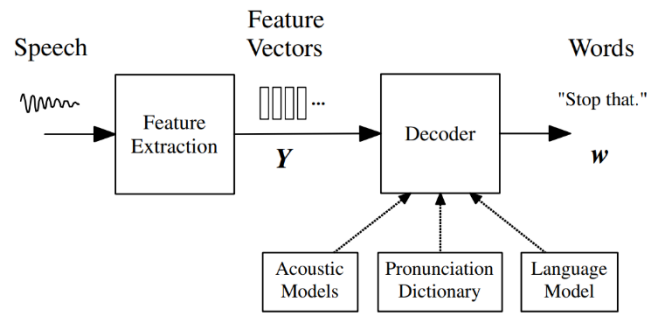 Speech
Feature
Vectors
Words
Feature
Extraction
...
Y
Decoder
"Stop that."
w
Acoustic
Models
Pronunciation
Dictionary
Language
Model